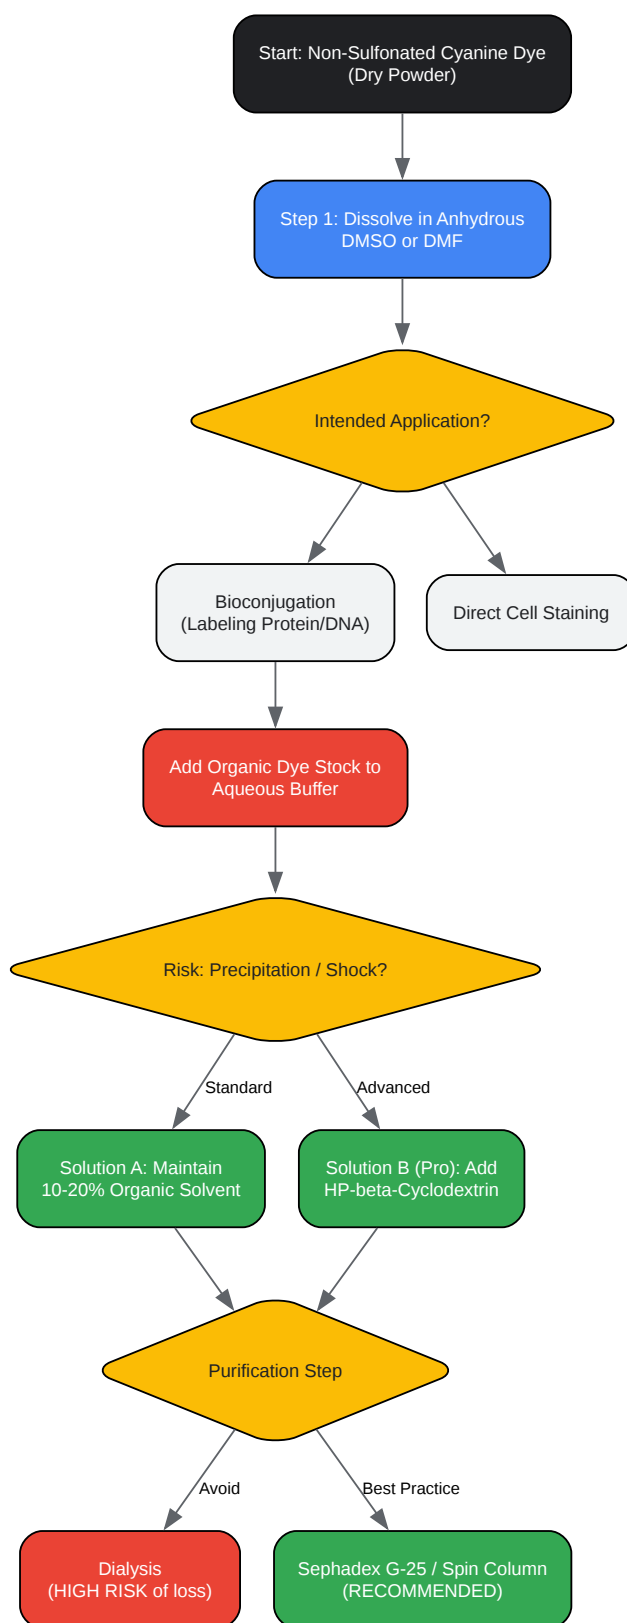 Start: Non-Sulfonated Cyanine Dye
(Dry Powder)
Step 1: Dissolve in Anhydrous
DMSO or DMF
Intended Application?
Bioconjugation
(Labeling Protein/DNA)
Direct Cell Staining
Add Organic Dye Stock to
Aqueous Buffer
Risk: Precipitation / Shock?
Standard
Advanced
Solution A: Maintain
10-20% Organic Solvent
Solution B (Pro): Add
HP-beta-Cyclodextrin
Purification Step
Avoid
Best Practice
Dialysis
(HIGH RISK of loss)
Sephadex G-25 / Spin Column
(RECOMMENDED)